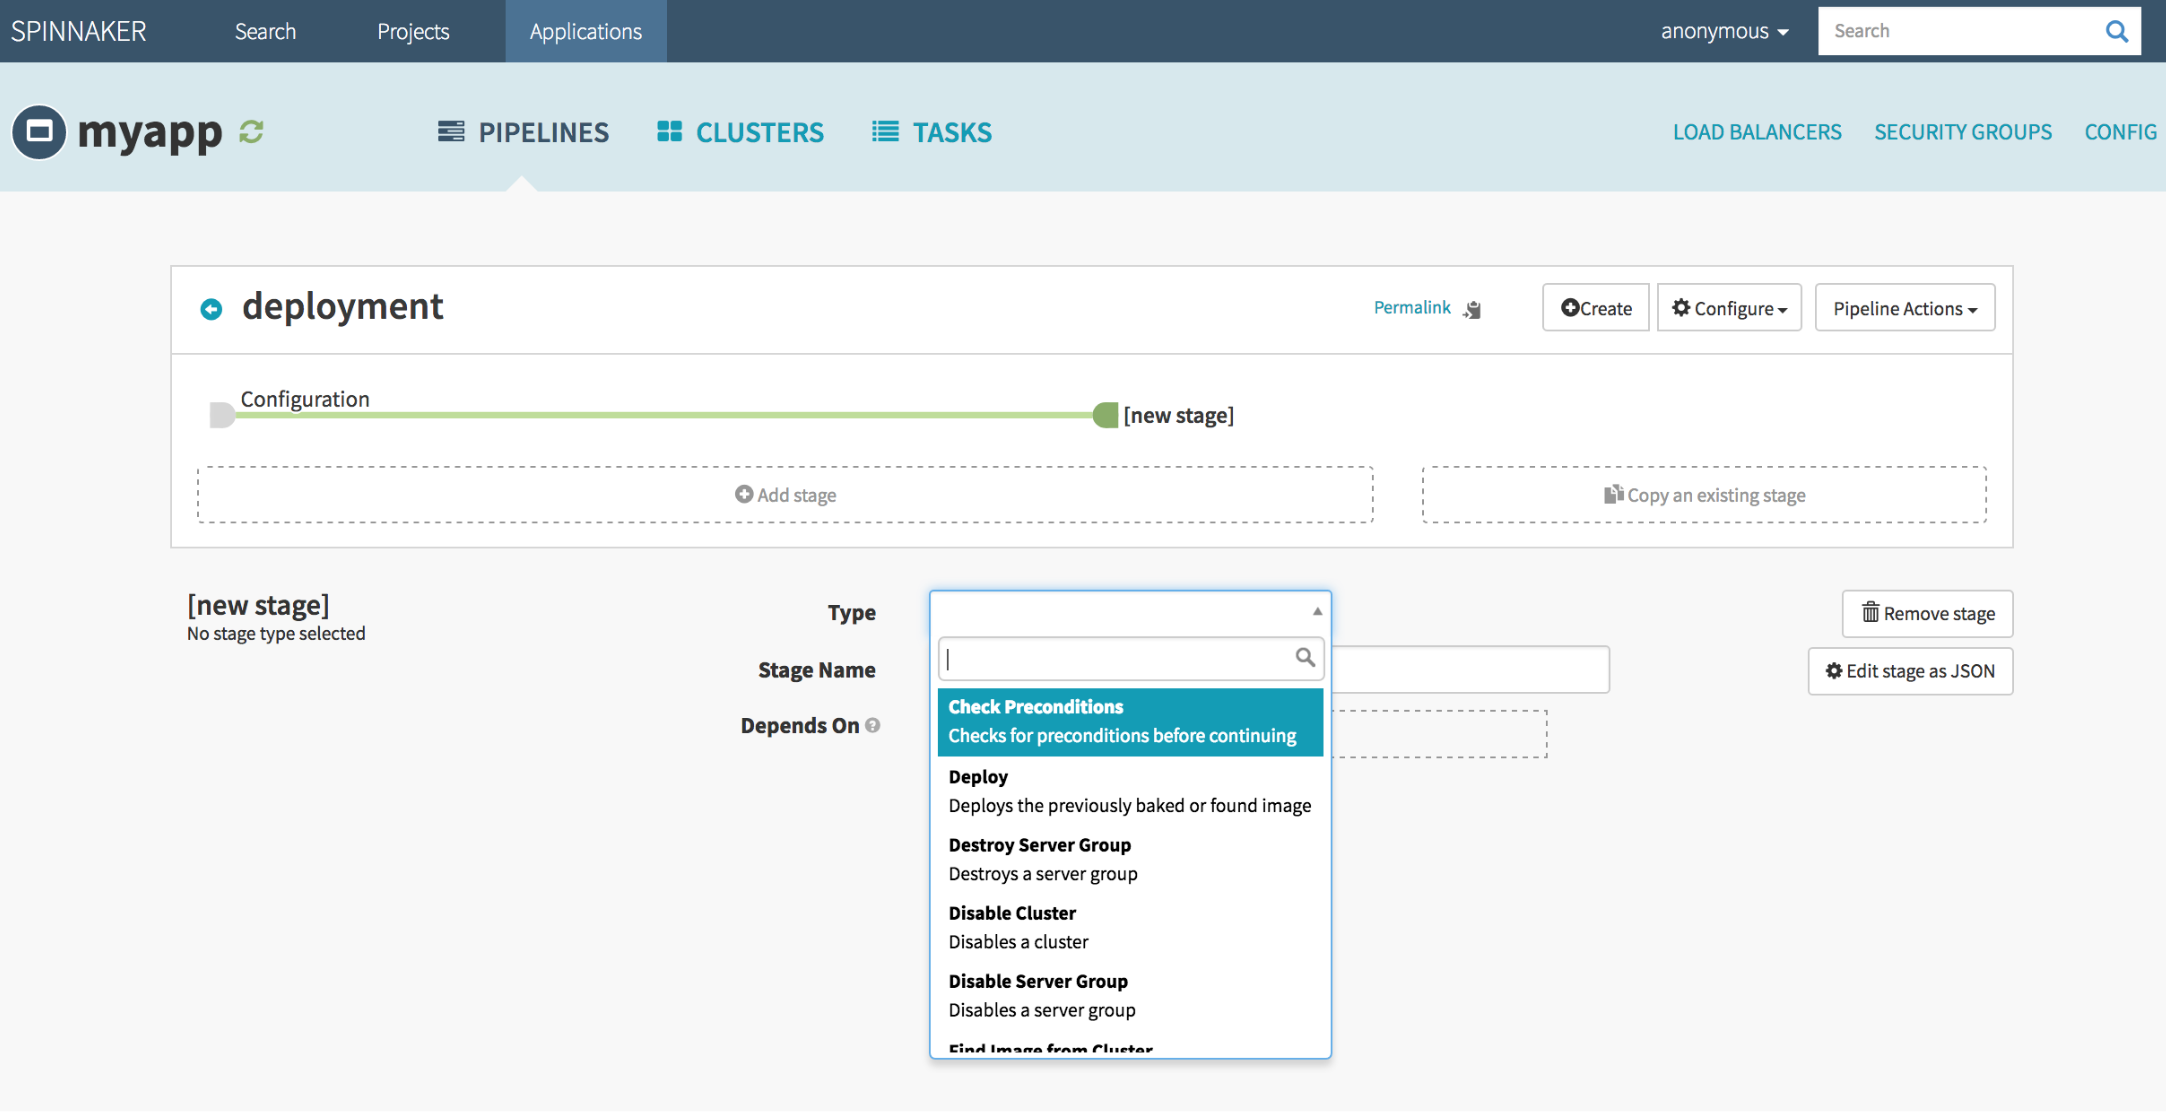 SPINNAKER Search Projects Applications anonymous Search
myapp PIPELINES CLUSTERS TASKS LOAD BALANCERS SECURITY GROUPS CONFIG
deployment Permalink Create Configure Pipeline Actions
Configuration
[new stage]
Add stage Copy an existing stage
[new stage]
No stage type selected
Type
Remove stage
Stage Name
Edit stage as JSON
Depends On
Check Preconditions
Checks for preconditions before continuing
Deploy
Deploys the previously baked or found image
Destroy Server Group
Destroys a server group
Disable Cluster
Disables a cluster
Disable Server Group
Disables a server group
Find Image from Cluster